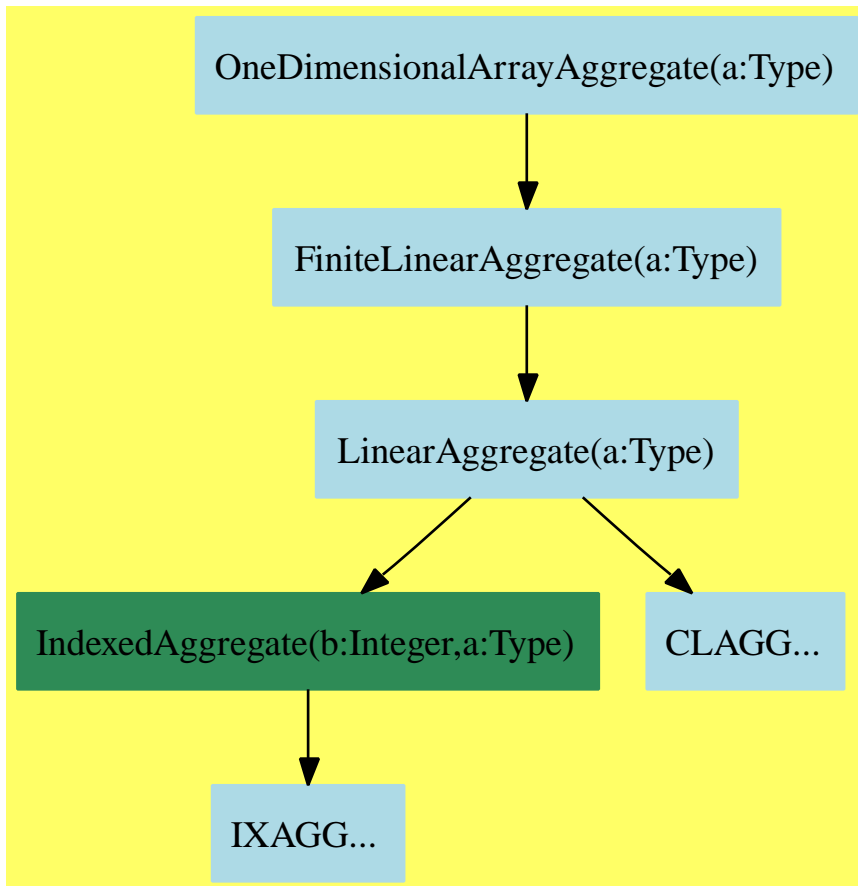 OneDimensionalArrayAggregate(a:Type)
FiniteLinearAggregate(a:Type)
LinearAggregate(a:Type)
IndexedAggregate(b:Integer,a:Type)
CLAGG...
IXAGG...